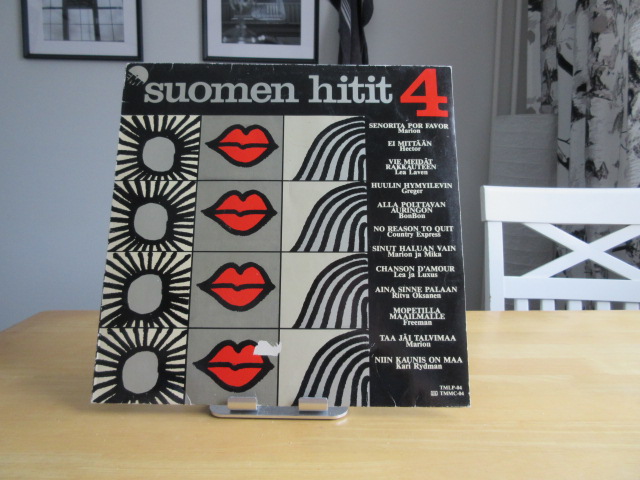 suomen hitit 4
SENORITA POR FAVOR
Marion
EI MITTÄÄN
Hector
VIE MEIDÄT
RAKKAUTEEN
Lea Laven
HUULIN HYMYILEVIN
Greger
ALLA POLTTAVAN
AURINGON
BonBon
NO REASON TO QUIT
Country Express
SINUT HALUAN VAIN
Marion ja Mika
CHANSON D'AMOUR
Lea ja Luxus
AINA SINNE PALAAN
Ritva Oksanen
MOPETILLA
MAAILMALLE
Freeman
TAA JÄI TALVIMAA
Marion
NIIN KAUNIS ON MAA
Kari Rydman
TMLP-04
TMMC-04